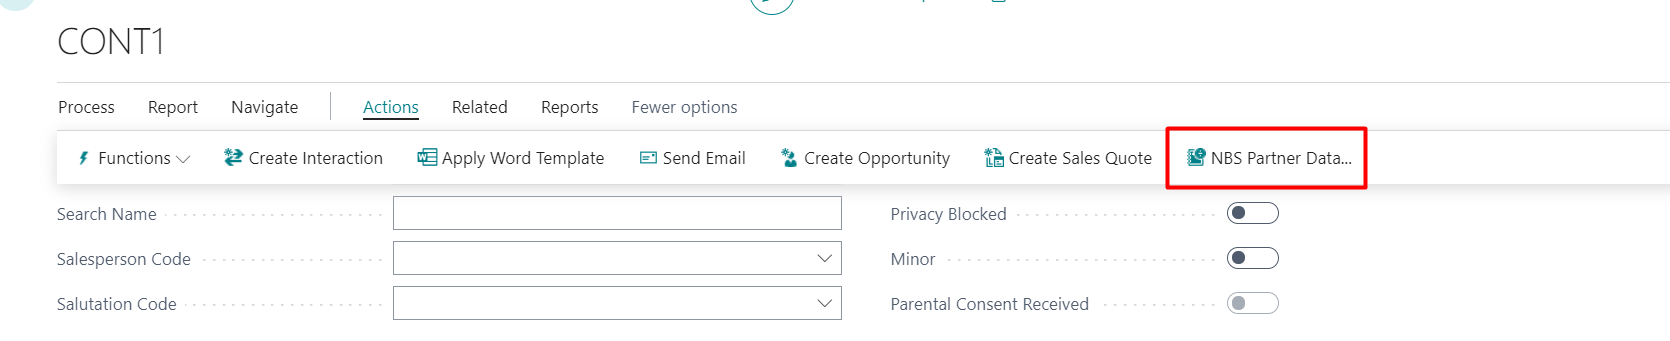 CONT1
Process Report Navigate Actions Related Reports Fewer options
Functions Create Interaction Apply Word Template Send Email Create Opportunity Create Sales Quote NBS Partner Data...
Search Name Privacy Blocked
Salesperson Code Minor
Salutation Code Parental Consent Received